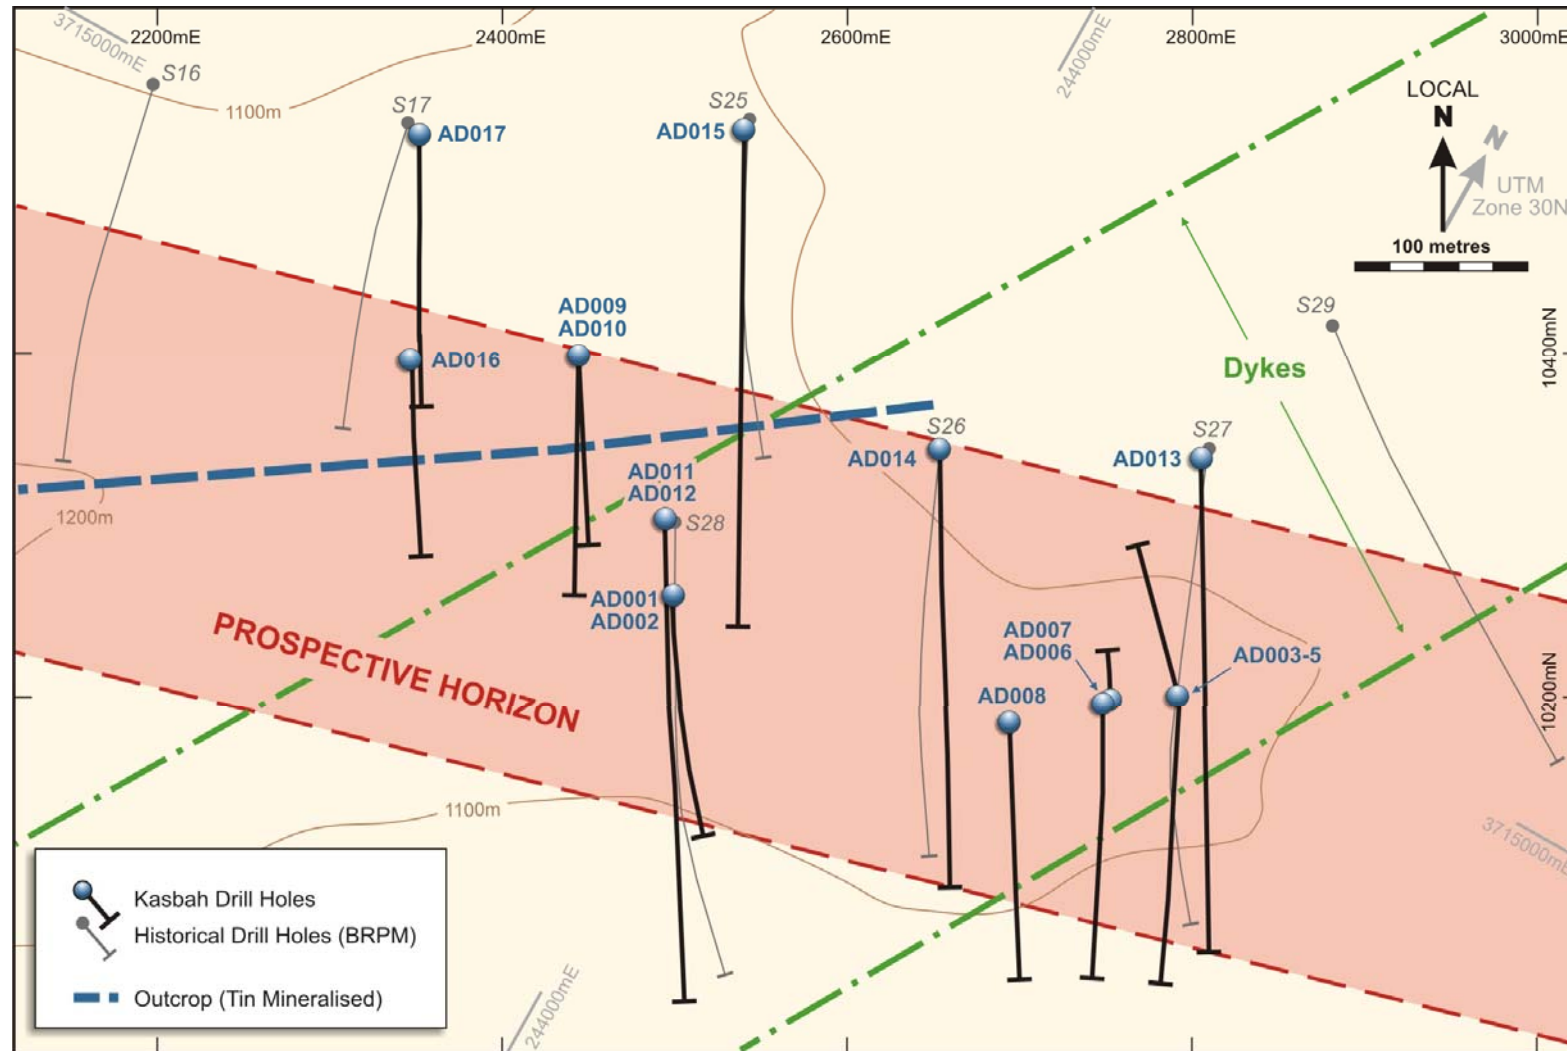 2200mE
2400mE
2600mE
2800mE
3000mE
3715000mE
244000mE
S16
1100m
S17
AD017
S25
AD015
LOCAL
N
N
UTM
Zone 30N
100 metres
AD009
AD010
S29
10400mN
AD016
Dykes
S26
AD014
S27
AD013
AD011
AD012
S28
1200m
AD001
AD002
PROSPECTIVE HORIZON
AD007
AD006
AD003-5
AD008
10200mN
1100m
3715000mE
244000mE
Kasbah Drill Holes
Historical Drill Holes (BRPM)
Outcrop (Tin Mineralised)